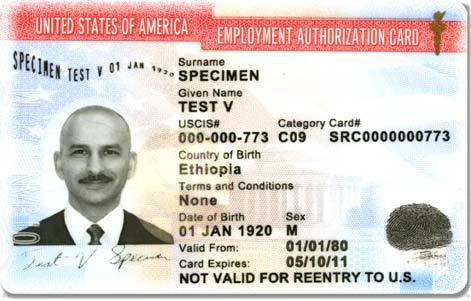 UNITED STATES OF AMERICA EMPLOYMENT AUTHORIZATION CARD
SPECIMEN TEST V 01 JAN 1920
Surname
SPECIMEN
Given Name
TEST V
USCIS# Category Card#
000-000-773 C09 SRC0000000773
Country of Birth
Ethiopia
Terms and Conditions
None
Date of Birth Sex
01 JAN 1920 M
Valid From: 01/01/80
Card Expires: 05/10/11
NOT VALID FOR REENTRY TO U.S.
Test V Specimen